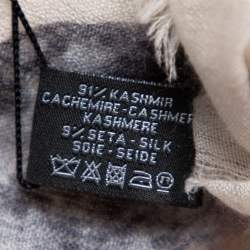 91% KASHMIR
CACHEMIRE-CASHMER
KASHMERE
9% SETA - SILK
SOIE - SEIDE